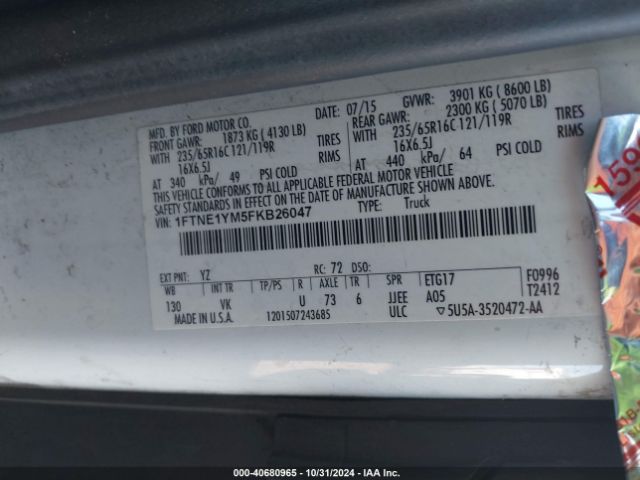 MFD. BY FORD MOTOR CO.
DATE: 07/15
GVWR: 3901 KG ( 8600 LB)
FRONT GAWR: 1873 KG ( 4130 LB)
REAR GAWR: 2300 KG ( 5070 LB)
WITH 235/65R16C 121/119R TIRES
WITH 235/65R16C 121/119R TIRES
16X6.5J RIMS
16X6.5J RIMS
AT 340 kPa/ 49 PSI COLD
AT 440 kPa/ 64 PSI COLD
THIS VEHICLE CONFORMS TO ALL APPLICABLE FEDERAL MOTOR VEHICLE
SAFETY STANDARDS IN EFFECT ON THE DATE OF MANUFACTURE SHOWN ABOVE.
VIN: 1FTNE1YM5FKB26047
TYPE: Truck
EXT PNT: YZ RC: 72 DSO:
WB INT TR TP/PS R AXLE TR SPR ETG17 F0996
130 VK U 73 6 JJEE A05 T2412
MADE IN U.S.A. 1201507243685 ULC ▽5U5A-3520472-AA
159
000-40680965 - 10/31/2024 - IAA Inc.